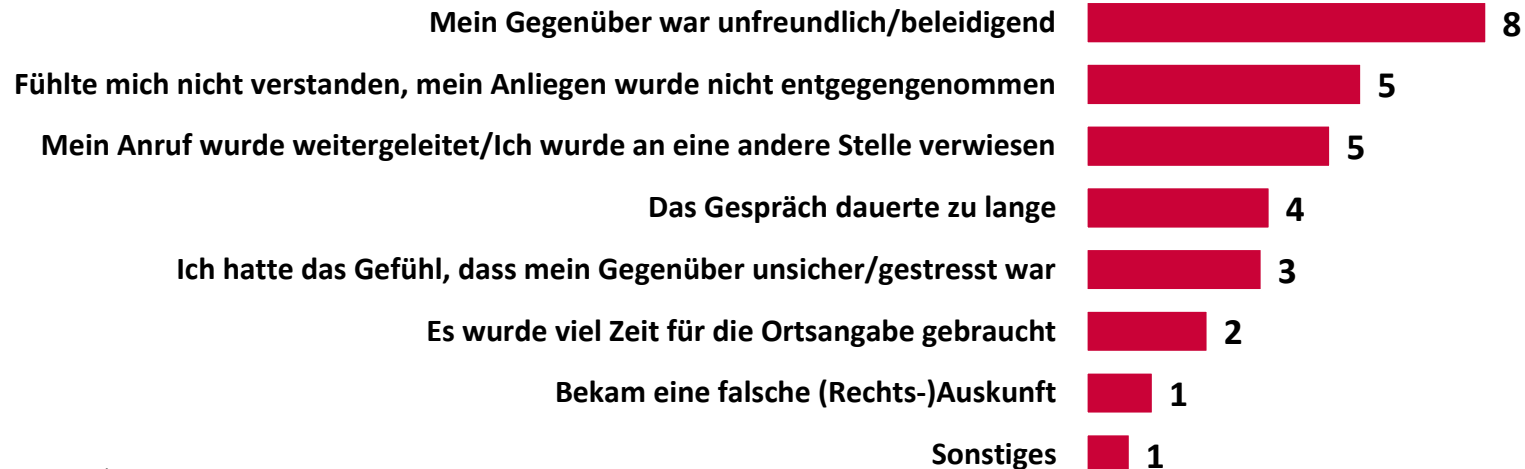 Mein Gegenüber war unfreundlich/beleidigend 8
Fühlte mich nicht verstanden, mein Anliegen wurde nicht entgegengenommen 5
Mein Anruf wurde weitergeleitet/Ich wurde an eine andere Stelle verwiesen 5
Das Gespräch dauerte zu lange 4
Ich hatte das Gefühl, dass mein Gegenüber unsicher/gestresst war 3
Es wurde viel Zeit für die Ortsangabe gebraucht 2
Bekam eine falsche (Rechts-)Auskunft 1
Sonstiges 1